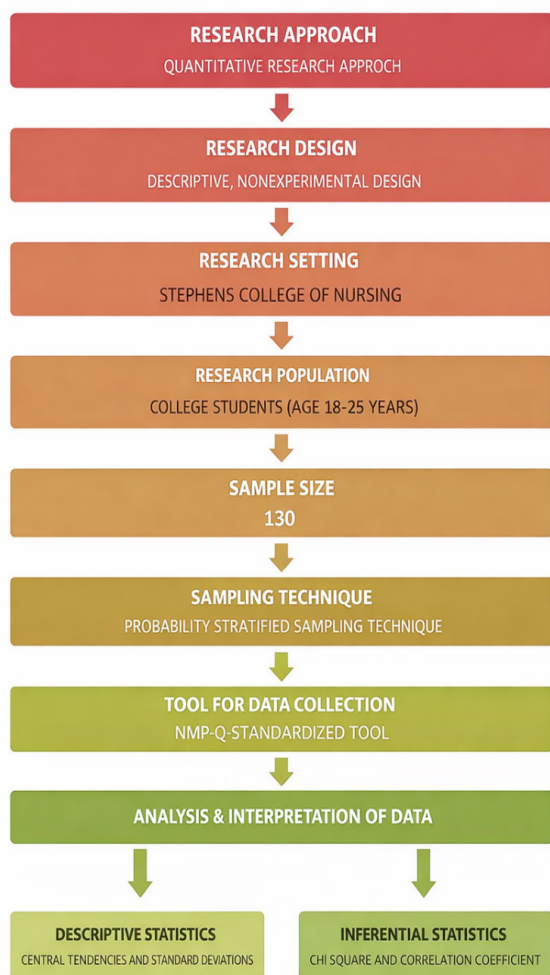 RESEARCH APPROACH
QUANTITATIVE RESEARCH APPROCH
RESEARCH DESIGN
DESCRIPTIVE, NONEXPERIMENTAL DESIGN
RESEARCH SETTING
STEPHENS COLLEGE OF NURSING
RESEARCH POPULATION
COLLEGE STUDENTS (AGE 18-25 YEARS)
SAMPLE SIZE
130
SAMPLING TECHNIQUE
PROBABILITY STRATIFIED SAMPLING TECHNIQUE
TOOL FOR DATA COLLECTION
NMP-Q-STANDARDIZED TOOL
ANALYSIS & INTERPRETATION OF DATA
DESCRIPTIVE STATISTICS
CENTRAL TENDENCIES AND STANDARD DEVIATIONS
INFERENTIAL STATISTICS
CHI SQUARE AND CORRELATION COEFFICIENT